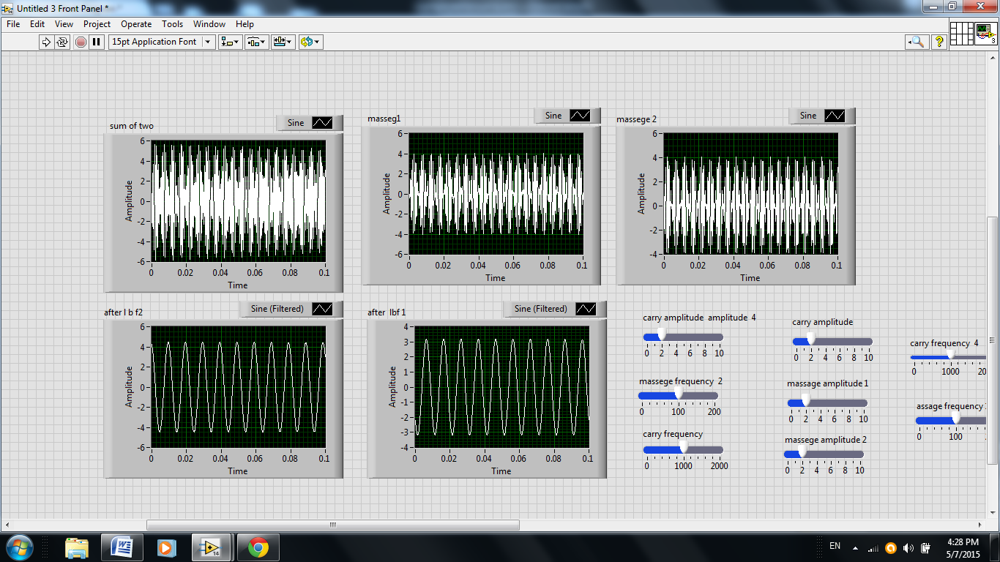 Untitled 3 Front Panel *
File Edit View Project Operate Tools Window Help
15pt Application Font
3
sum of two
Sine
6
4
2
0
-2
-4
-6
Amplitude
0 0.02 0.04 0.06 0.08 0.1
Time
masseg1
Sine
6
4
2
0
-2
-4
-6
Amplitude
0 0.02 0.04 0.06 0.08 0.1
Time
massege 2
Sine
6
4
2
0
-2
-4
Amplitude
0 0.02 0.04 0.06 0.08 0.1
Time
after l b f2
Sine (Filtered)
6
4
2
0
-2
-4
-6
Amplitude
0 0.02 0.04 0.06 0.08 0.1
Time
after lbf 1
Sine (Filtered)
4
3
2
1
0
-1
-2
-3
-4
Amplitude
0 0.02 0.04 0.06 0.08 0.1
Time
carry amplitude amplitude 4
0 2 4 6 8 10
massege frequency 2
0 100 200
carry frequency
0 1000 2000
carry amplitude
0 2 4 6 8 10
massage amplitude 1
0 2 4 6 8 10
massege amplitude 2
0 2 4 6 8 10
carry frequency 4
0 1000 20
assage frequency
0 100
14
EN
4:28 PM
5/7/2015